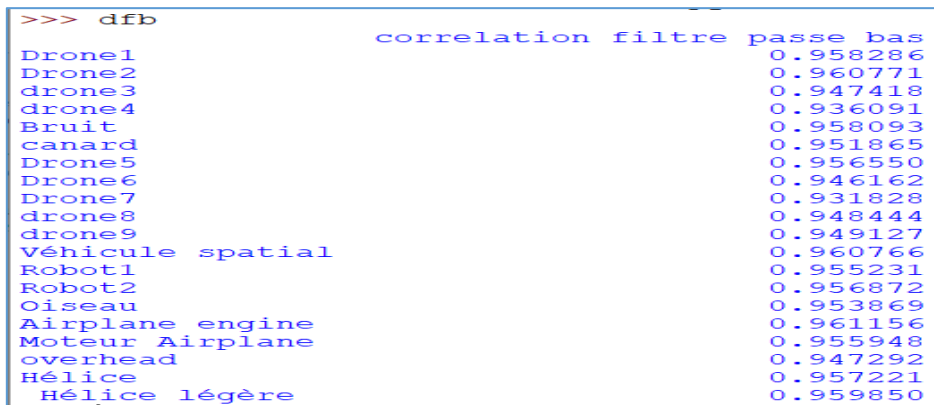 >>> dfb
correlation filtre passe bas
Drone1 0.958286
Drone2 0.960771
drone3 0.947418
drone4 0.936091
Bruit 0.958093
canard 0.951865
Drone5 0.956550
Drone6 0.946162
Drone7 0.931828
drone8 0.948444
drone9 0.949127
Véhicule spatial 0.960766
Robot1 0.955231
Robot2 0.956872
Oiseau 0.953869
Airplane engine 0.961156
Moteur Airplane 0.955948
overhead 0.947292
Hélice 0.957221
Hélice légère 0.959850